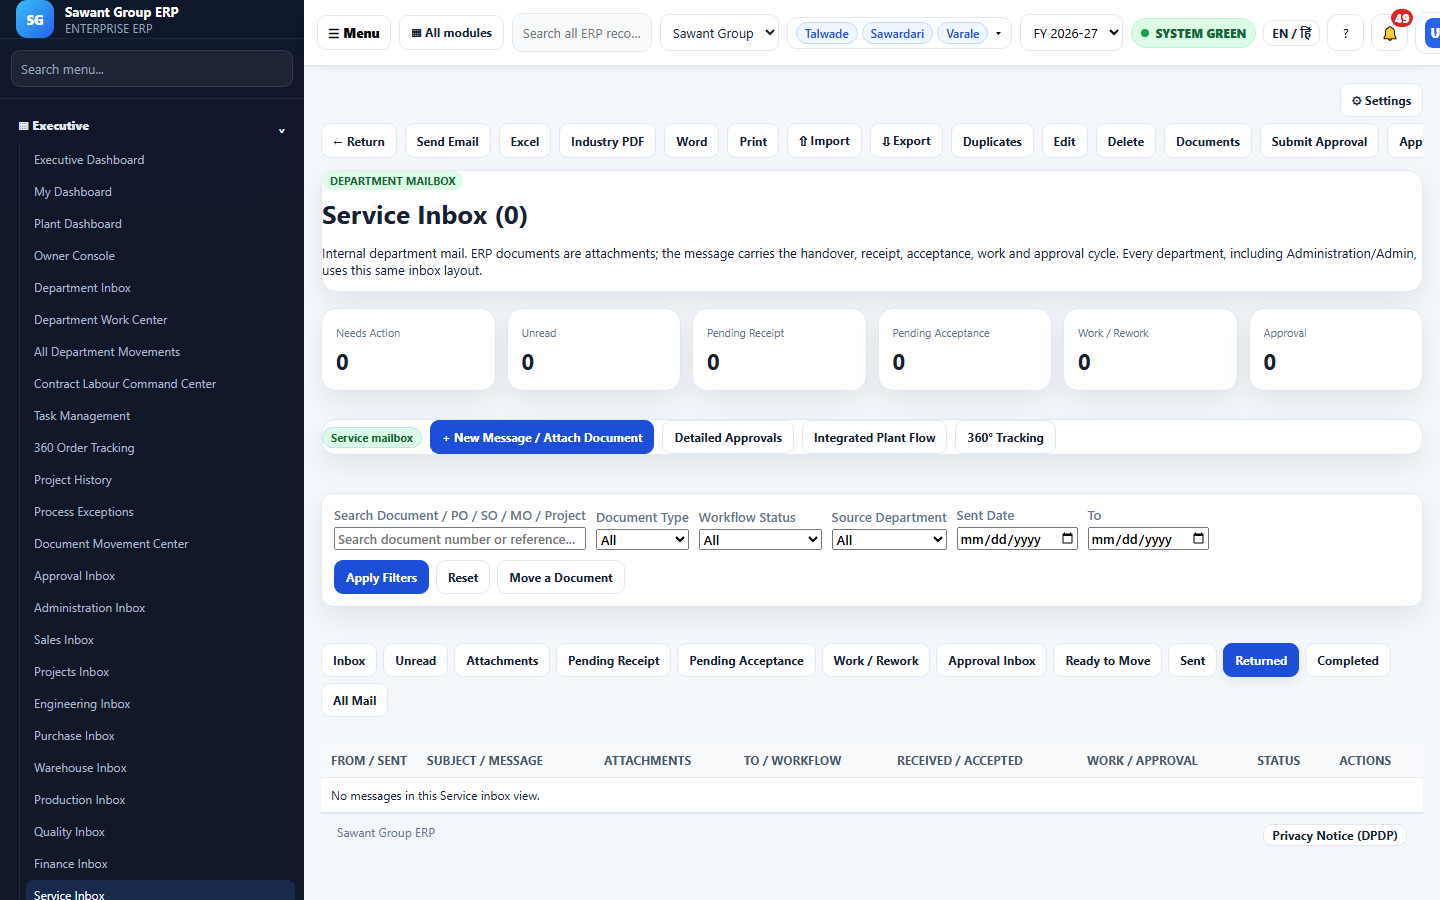 SG
Sawant Group ERP
ENTERPRISE ERP
Search menu...
Executive
Executive Dashboard
My Dashboard
Plant Dashboard
Owner Console
Department Inbox
Department Work Center
All Department Movements
Contract Labour Command Center
Task Management
360 Order Tracking
Project History
Process Exceptions
Document Movement Center
Approval Inbox
Administration Inbox
Sales Inbox
Projects Inbox
Engineering Inbox
Purchase Inbox
Warehouse Inbox
Production Inbox
Quality Inbox
Finance Inbox
Service Inbox
☰ Menu
All modules
Search all ERP reco...
Sawant Group
Talwade
Sawardari
Varale
FY 2026-27
SYSTEM GREEN
EN / हिं
?
49
U
⚙ Settings
← Return
Send Email
Excel
Industry PDF
Word
Print
⇧ Import
⇩ Export
Duplicates
Edit
Delete
Documents
Submit Approval
App
DEPARTMENT MAILBOX
Service Inbox (0)
Internal department mail. ERP documents are attachments; the message carries the handover, receipt, acceptance, work and approval cycle. Every department, including Administration/Admin,
uses this same inbox layout.
Needs Action
0
Unread
0
Pending Receipt
0
Pending Acceptance
0
Work / Rework
0
Approval
0
Service mailbox
+ New Message / Attach Document
Detailed Approvals
Integrated Plant Flow
360° Tracking
Search Document / PO / SO / MO / Project
Search document number or reference...
Document Type
All
Workflow Status
All
Source Department
All
Sent Date
mm/dd/yyyy
To
mm/dd/yyyy
Apply Filters
Reset
Move a Document
Inbox
Unread
Attachments
Pending Receipt
Pending Acceptance
Work / Rework
Approval Inbox
Ready to Move
Sent
Returned
Completed
All Mail
FROM / SENT
SUBJECT / MESSAGE
ATTACHMENTS
TO / WORKFLOW
RECEIVED / ACCEPTED
WORK / APPROVAL
STATUS
ACTIONS
No messages in this Service inbox view.
Sawant Group ERP
Privacy Notice (DPDP)